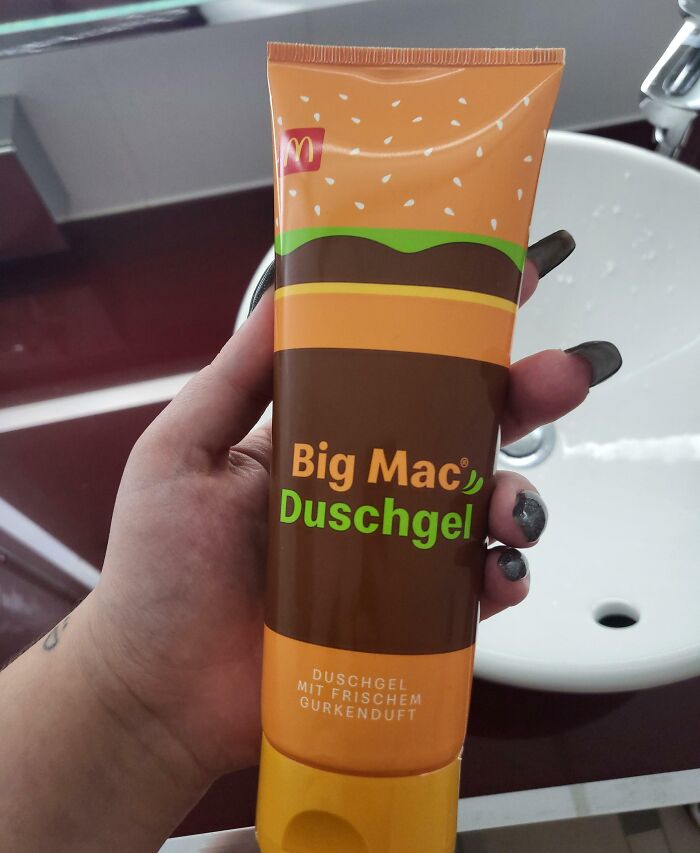 Big Mac®
Duschgel
DUSCHGEL
MIT FRISCHEM
GURKENDUFT